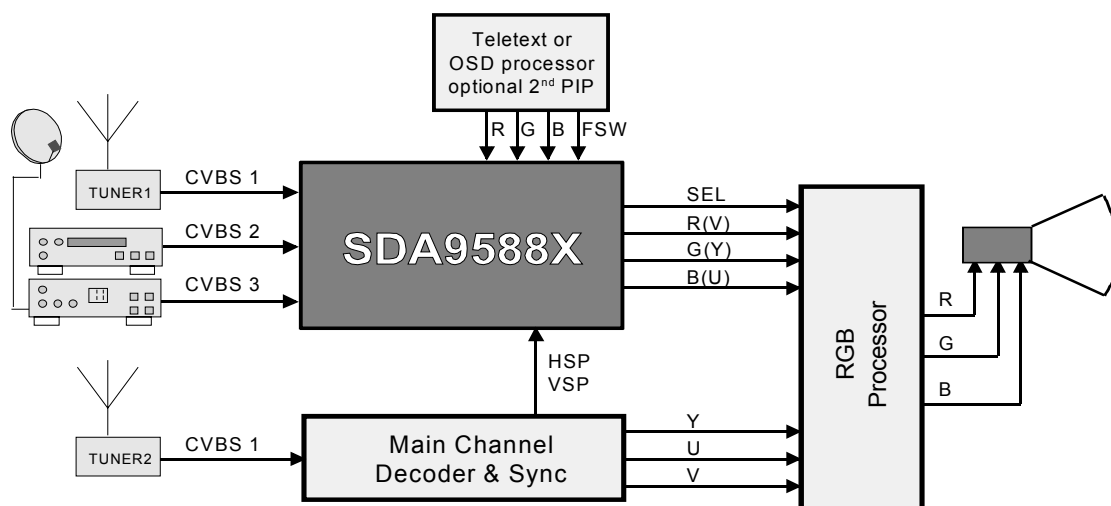 Teletext or
OSD processor
optional 2nd PIP
R G B FSW
TUNER1
CVBS 1
CVBS 2
CVBS 3
SDA9588X
SEL
R(V)
G(Y)
B(U)
HSP
VSP
TUNER2
CVBS 1
Main Channel
Decoder & Sync
Y
U
V
RGB
Processor
R
G
B